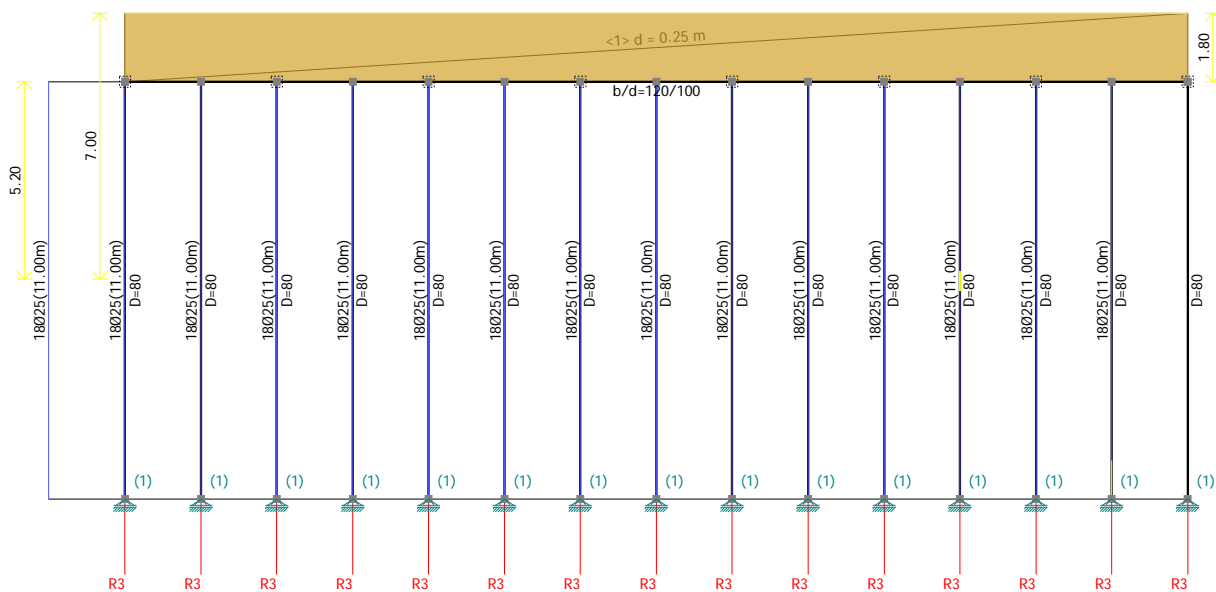 <1> d = 0.25 m
1.80
b/d=120/100
7.00
5.20
18Ø25(11.00m)
18Ø25(11.00m)
D=80
18Ø25(11.00m)
D=80
18Ø25(11.00m)
D=80
18Ø25(11.00m)
D=80
18Ø25(11.00m)
D=80
18Ø25(11.00m)
D=80
18Ø25(11.00m)
D=80
18Ø25(11.00m)
D=80
18Ø25(11.00m)
D=80
18Ø25(11.00m)
D=80
18Ø25(11.00m)
D=80
18Ø25(11.00m)
D=80
18Ø25(11.00m)
D=80
18Ø25(11.00m)
D=80
D=80
(1) (1) (1) (1) (1) (1) (1) (1) (1) (1) (1) (1) (1) (1) (1)
R3 R3 R3 R3 R3 R3 R3 R3 R3 R3 R3 R3 R3 R3 R3